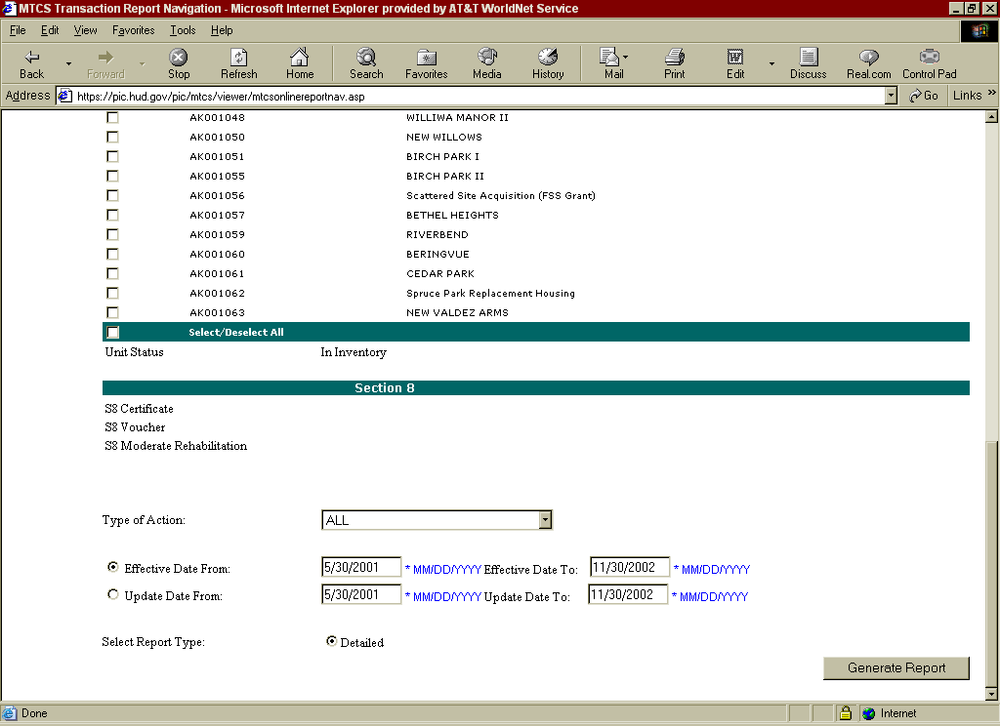 MTCS Transaction Report Navigation - Microsoft Internet Explorer provided by AT&T WorldNet Service
File Edit View Favorites Tools Help
Back Forward Stop Refresh Home Search Favorites Media History Mail Print Edit Discuss Real.com Control Pad
Address https://pic.hud.gov/pic/mtcs/viewer/mtcsonlinereportnav.asp Go Links »
AK001048 WILLIWA MANOR II
AK001050 NEW WILLOWS
AK001051 BIRCH PARK I
AK001055 BIRCH PARK II
AK001056 Scattered Site Acquisition (FSS Grant)
AK001057 BETHEL HEIGHTS
AK001059 RIVERBEND
AK001060 BERINGVUE
AK001061 CEDAR PARK
AK001062 Spruce Park Replacement Housing
AK001063 NEW VALDEZ ARMS
Select/Deselect All
Unit Status In Inventory
Section 8
S8 Certificate
S8 Voucher
S8 Moderate Rehabilitation
Type of Action: ALL
Effective Date From: 5/30/2001 * MM/DD/YYYY Effective Date To: 11/30/2002 * MM/DD/YYYY
Update Date From: 5/30/2001 * MM/DD/YYYY Update Date To: 11/30/2002 * MM/DD/YYYY
Select Report Type: Detailed
Generate Report
Done Internet